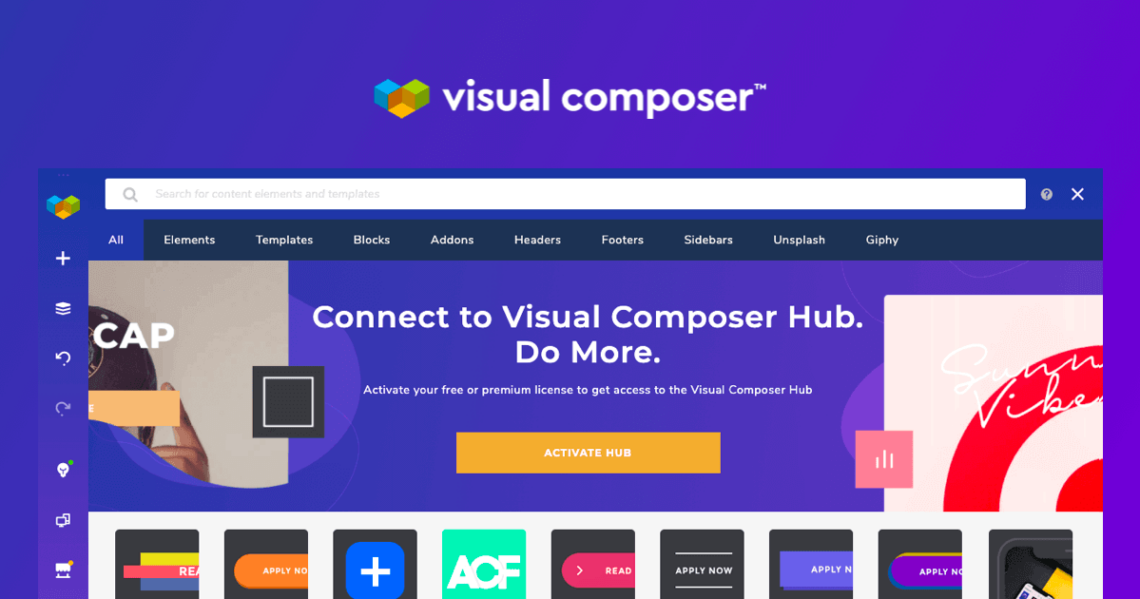 visual composer™
Search for content elements and templates
All
Elements
Templates
Blocks
Addons
Headers
Footers
Sidebars
Unsplash
Giphy
CAP
E
Connect to Visual Composer Hub.
Do More.
Activate your free or premium license to get access to the Visual Composer Hub
ACTIVATE HUB
Summ
Vibes
REA
APPLY NO
ACF
READ
APPLY NOW
APPLY N
APPLY NO